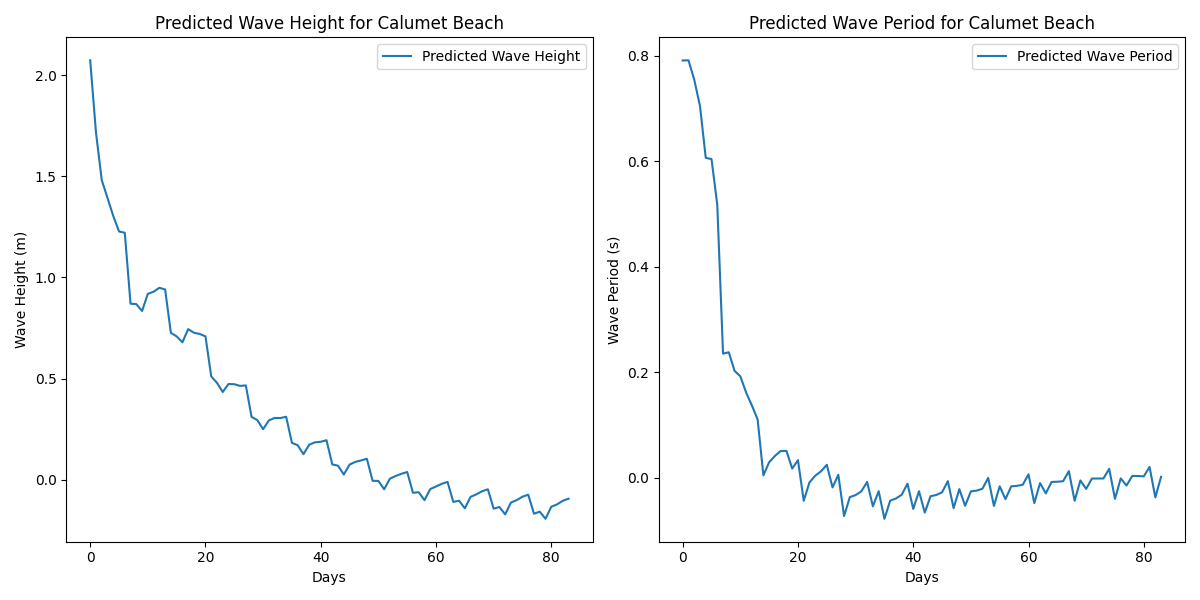 Predicted Wave Height for Calumet Beach
Predicted Wave Height
Wave Height (m)
2.0
1.5
1.0
0.5
0.0
0 20 40 60 80
Days
Predicted Wave Period for Calumet Beach
Predicted Wave Period
Wave Period (s)
0.8
0.6
0.4
0.2
0.0
0 20 40 60 80
Days